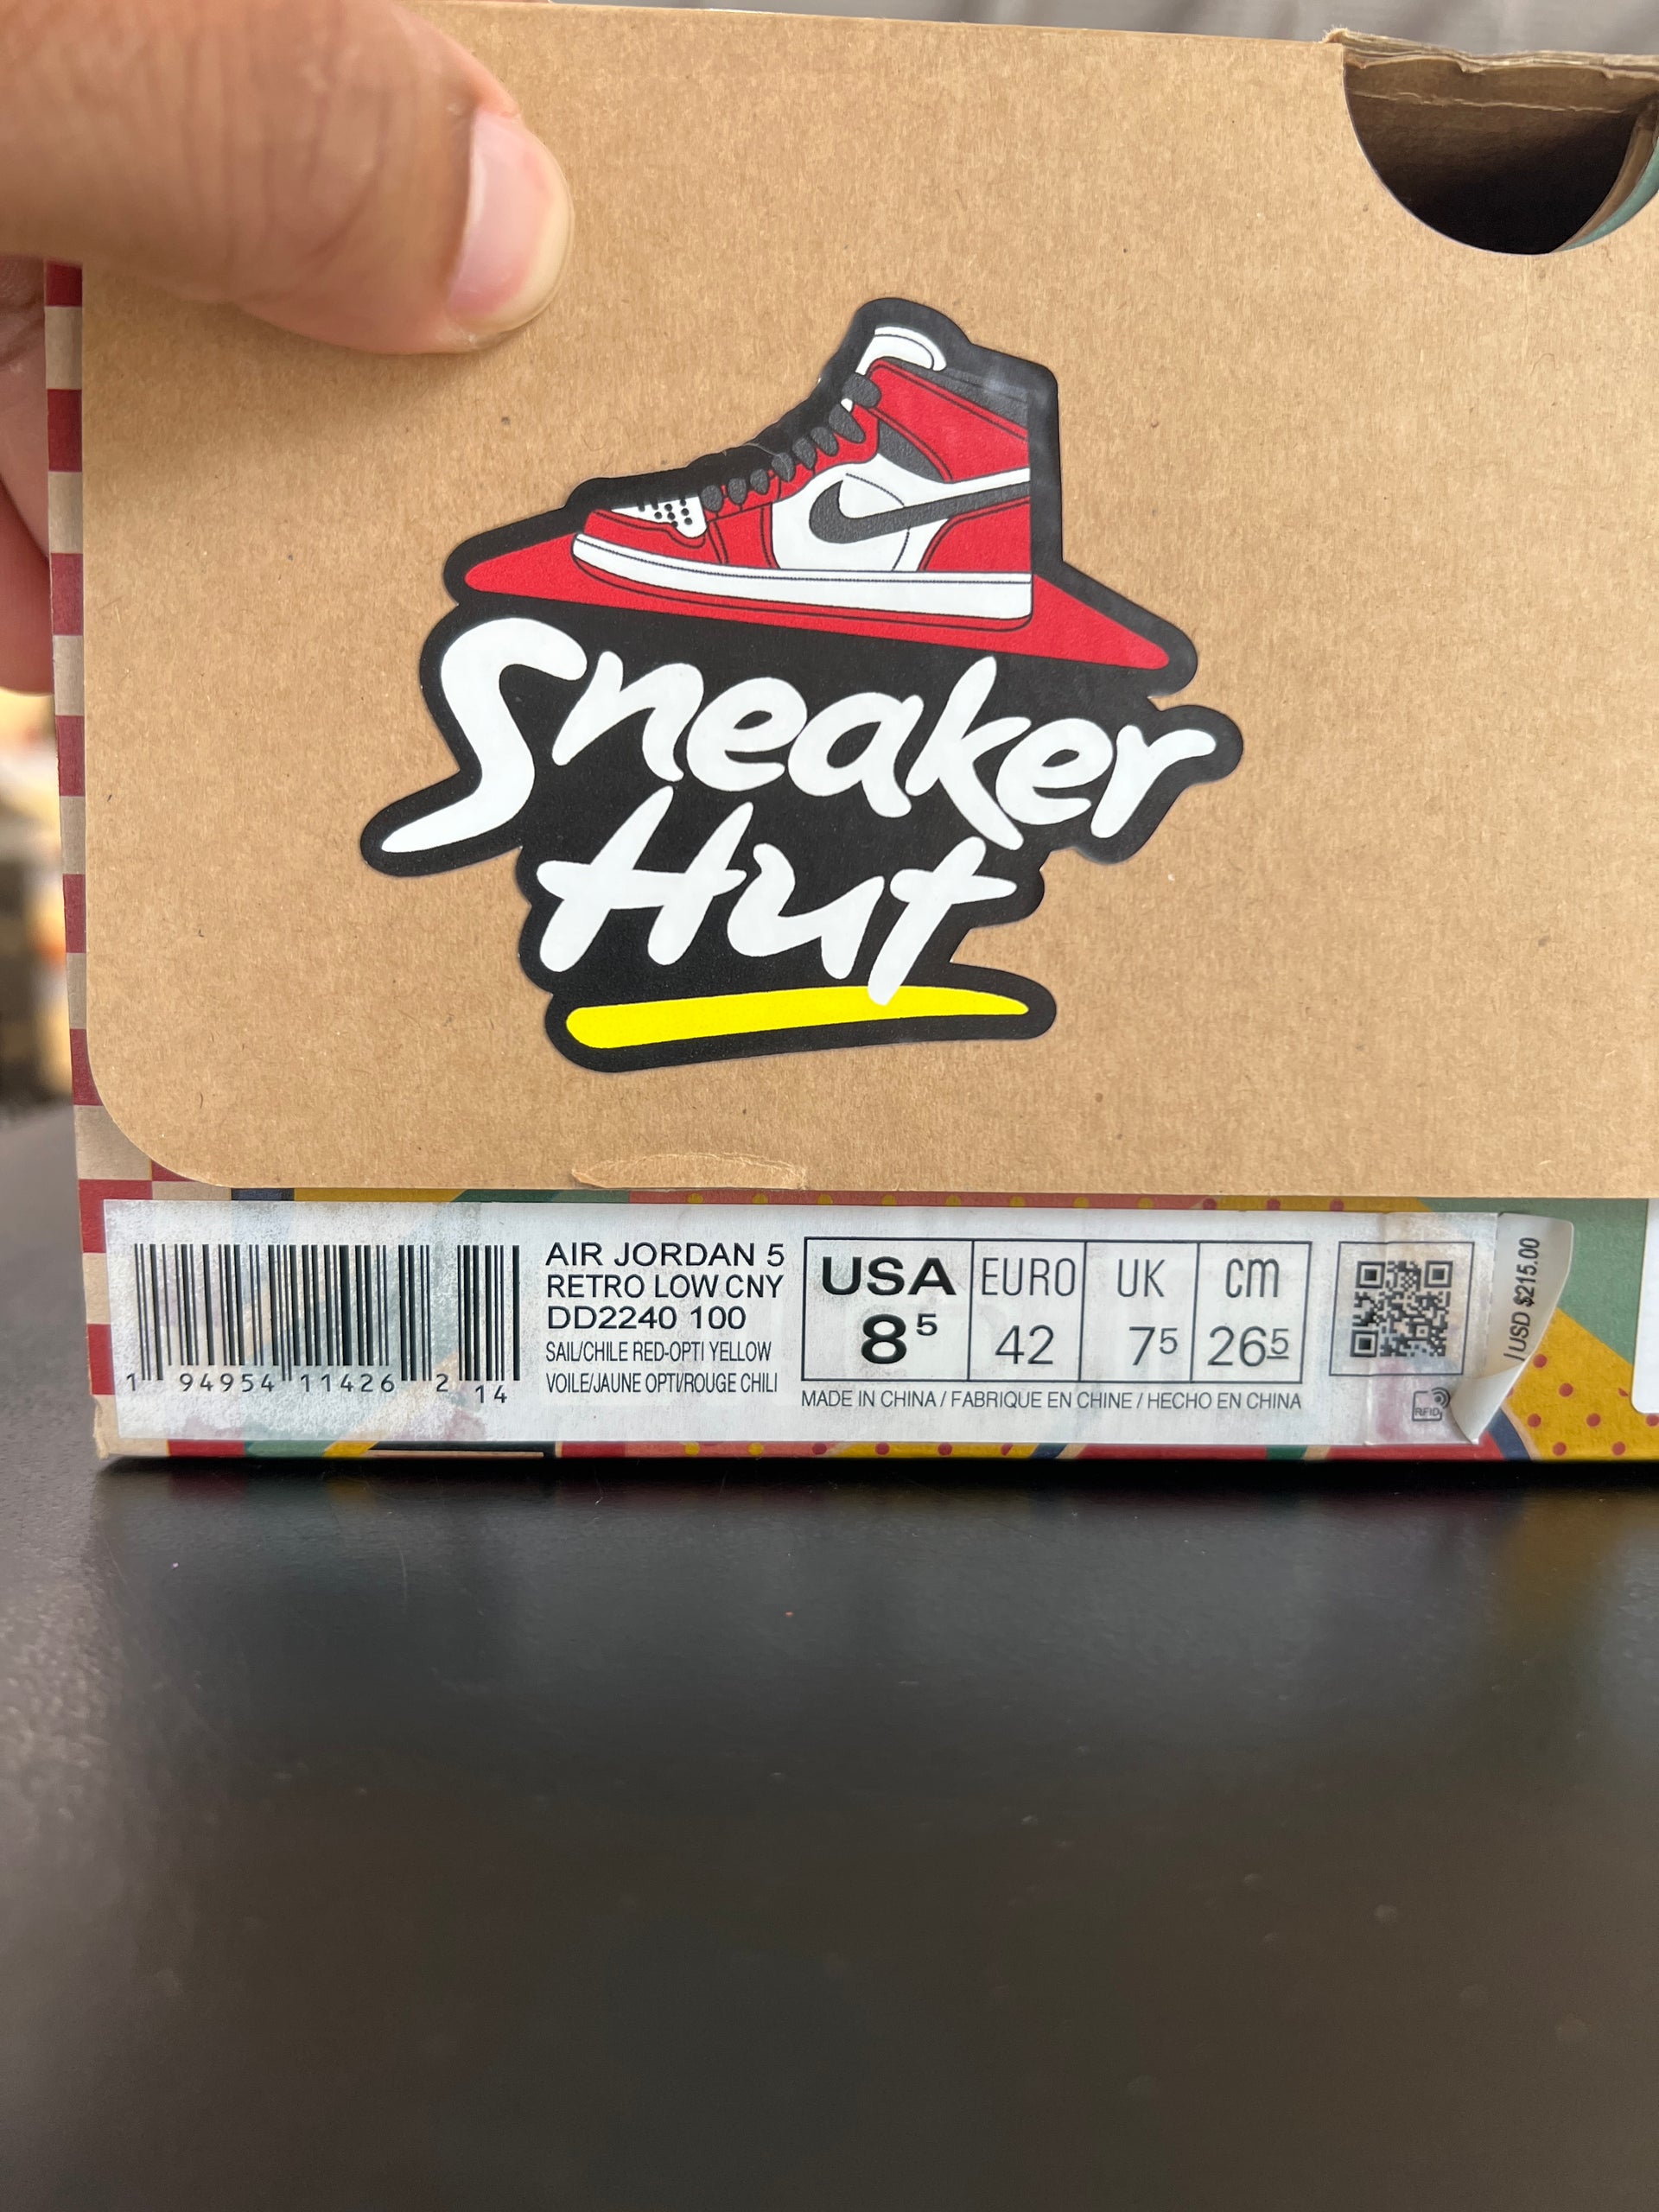 Sneaker
Hut
AIR JORDAN 5
RETRO LOW CNY
DD2240 100
SAIL/CHILE RED-OPTI YELLOW
VOILE/JAUNE OPTI/ROUGE CHILI
1 94954 11426 2 14
USA EURO UK cm
8⁵ 42 7⁵ 26⁵
MADE IN CHINA / FABRIQUE EN CHINE / HECHO EN CHINA
RFID
/USD $215.00